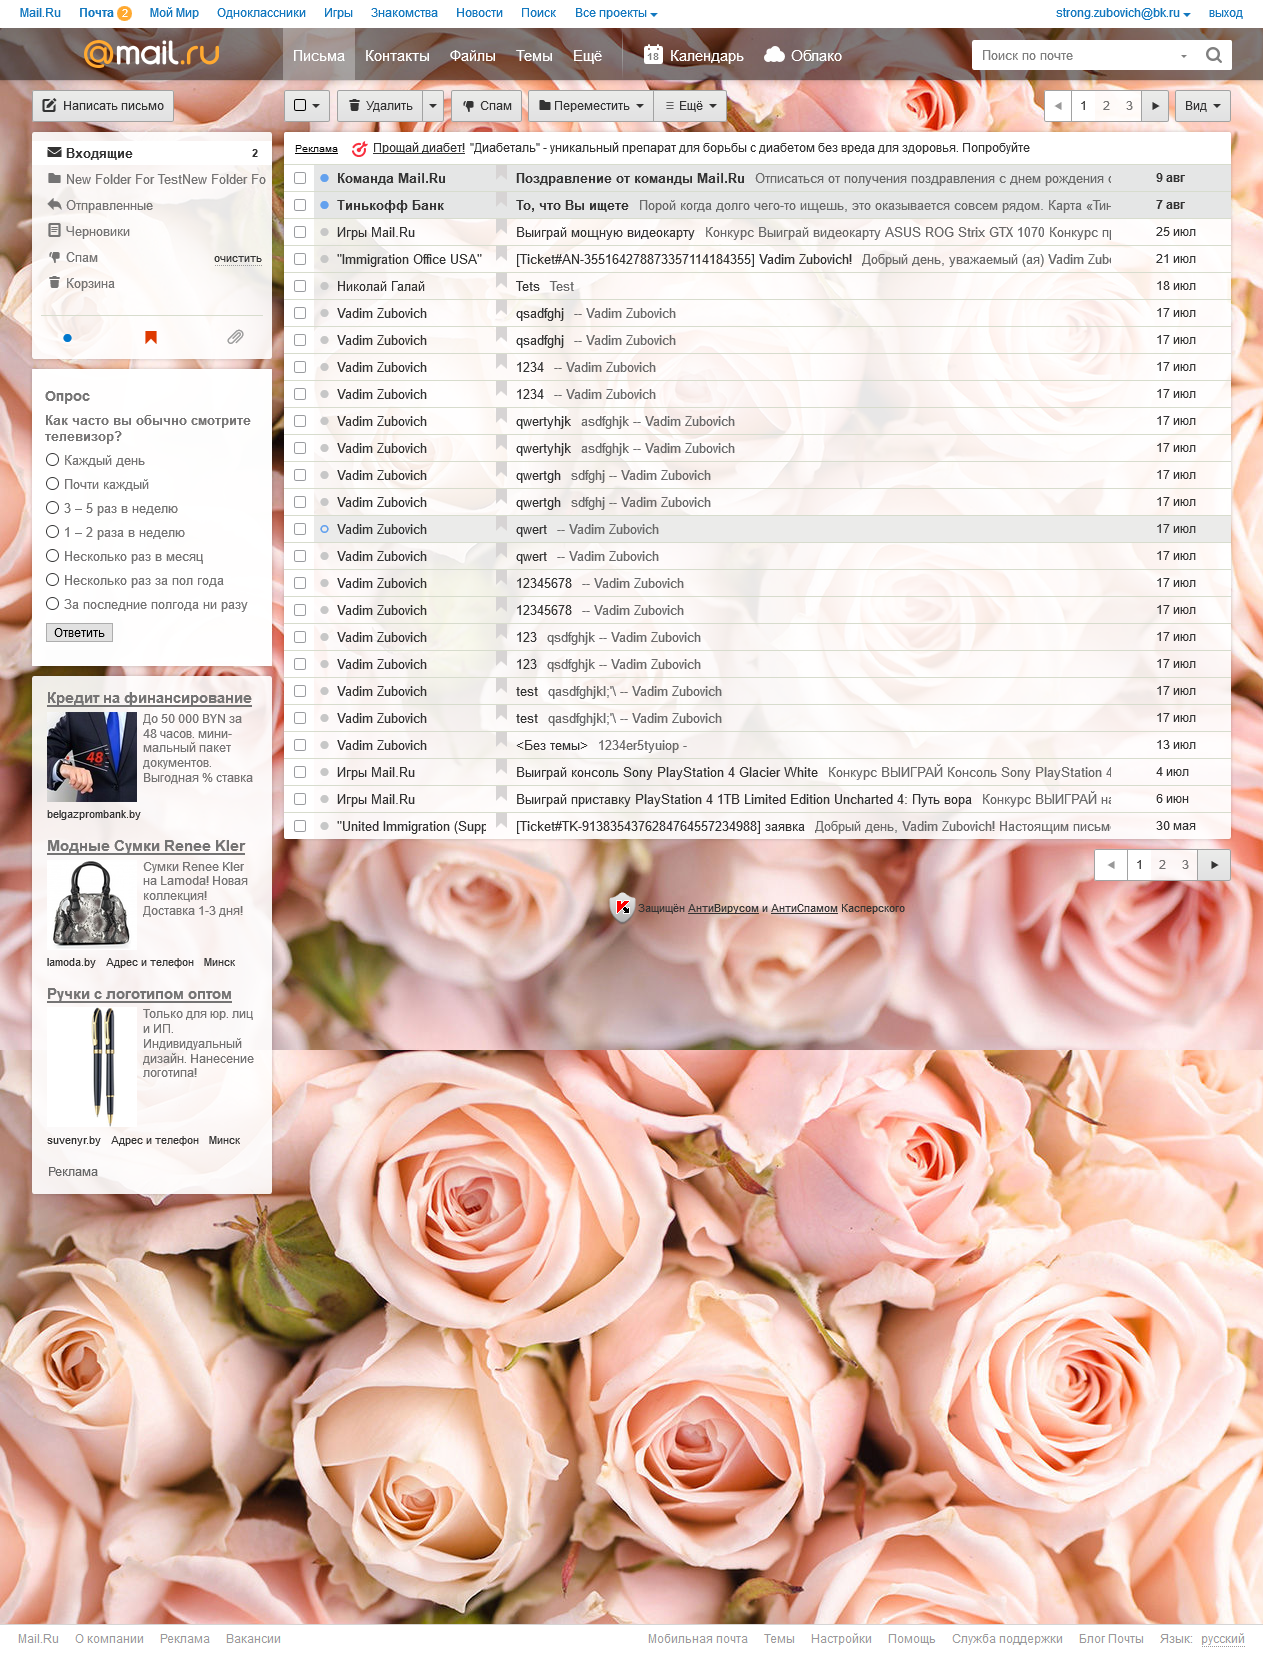 Mail.Ru Почта 2 Мой Мир Одноклассники Игры Знакомства Новости Поиск Все проекты strong.zubovich@bk.ru выход
@mail.ru Письма Контакты Файлы Темы Ещё 18 Календарь Облако Поиск по почте
Написать письмо Удалить Спам Переместить Ещё 1 2 3 Вид
Входящие 2
New Folder For TestNew Folder Fo
Отправленные
Черновики
Спам очистить
Корзина
Опрос
Как часто вы обычно смотрите
телевизор?
Каждый день
Почти каждый
3 – 5 раз в неделю
1 – 2 раза в неделю
Несколько раз в месяц
Несколько раз за пол года
За последние полгода ни разу
Ответить
Кредит на финансирование
До 50 000 BYN за
48 часов. мини-
мальный пакет
документов.
Выгодная % ставка
48
belgazprombank.by
Модные Сумки Renee Kler
Сумки Renee Kler
на Lamoda! Новая
коллекция!
Доставка 1-3 дня!
lamoda.by Адрес и телефон Минск
Ручки с логотипом оптом
Только для юр. лиц
и ИП.
Индивидуальный
дизайн. Нанесение
логотипа!
suvenyr.by Адрес и телефон Минск
Реклама
Реклама Прощай диабет! "Диабеталь" - уникальный препарат для борьбы с диабетом без вреда для здоровья. Попробуйте
Команда Mail.Ru Поздравление от команды Mail.Ru Отписаться от получения поздравления с днем рождения 9 авг
Тинькофф Банк То, что Вы ищете Порой когда долго чего-то ищешь, это оказывается совсем рядом. Карта «Тин 7 авг
Игры Mail.Ru Выиграй мощную видеокарту Конкурс Выиграй видеокарту ASUS ROG Strix GTX 1070 Конкурс пр 25 июл
"Immigration Office USA" [Ticket#AN-355164278873357114184355] Vadim Zubovich! Добрый день, уважаемый (ая) Vadim Zub 21 июл
Николай Галай Tets Test 18 июл
Vadim Zubovich qsadfghj -- Vadim Zubovich 17 июл
Vadim Zubovich qsadfghj -- Vadim Zubovich 17 июл
Vadim Zubovich 1234 -- Vadim Zubovich 17 июл
Vadim Zubovich 1234 -- Vadim Zubovich 17 июл
Vadim Zubovich qwertyhjk asdfghjk -- Vadim Zubovich 17 июл
Vadim Zubovich qwertyhjk asdfghjk -- Vadim Zubovich 17 июл
Vadim Zubovich qwertgh sdfghj -- Vadim Zubovich 17 июл
Vadim Zubovich qwertgh sdfghj -- Vadim Zubovich 17 июл
Vadim Zubovich qwert -- Vadim Zubovich 17 июл
Vadim Zubovich qwert -- Vadim Zubovich 17 июл
Vadim Zubovich 12345678 -- Vadim Zubovich 17 июл
Vadim Zubovich 12345678 -- Vadim Zubovich 17 июл
Vadim Zubovich 123 qsdfghjk -- Vadim Zubovich 17 июл
Vadim Zubovich 123 qsdfghjk -- Vadim Zubovich 17 июл
Vadim Zubovich test qasdfghjkl;'\ -- Vadim Zubovich 17 июл
Vadim Zubovich test qasdfghjkl;'\ -- Vadim Zubovich 17 июл
Vadim Zubovich <Без темы> 1234er5tyuiop - 13 июл
Игры Mail.Ru Выиграй консоль Sony PlayStation 4 Glacier White Конкурс ВЫИГРАЙ Консоль Sony PlayStation 4 4 июл
Игры Mail.Ru Выиграй приставку PlayStation 4 1TB Limited Edition Uncharted 4: Путь вора Конкурс ВЫИГРАЙ на 6 июн
"United Immigration (Supp [Ticket#TK-9138354376284764557234988] заявка Добрый день, Vadim Zubovich! Настоящим письм 30 мая
1 2 3
Защищён АнтиВирусом и АнтиСпамом Касперского
Mail.Ru О компании Реклама Вакансии Мобильная почта Темы Настройки Помощь Служба поддержки Блог Почты Язык: русский